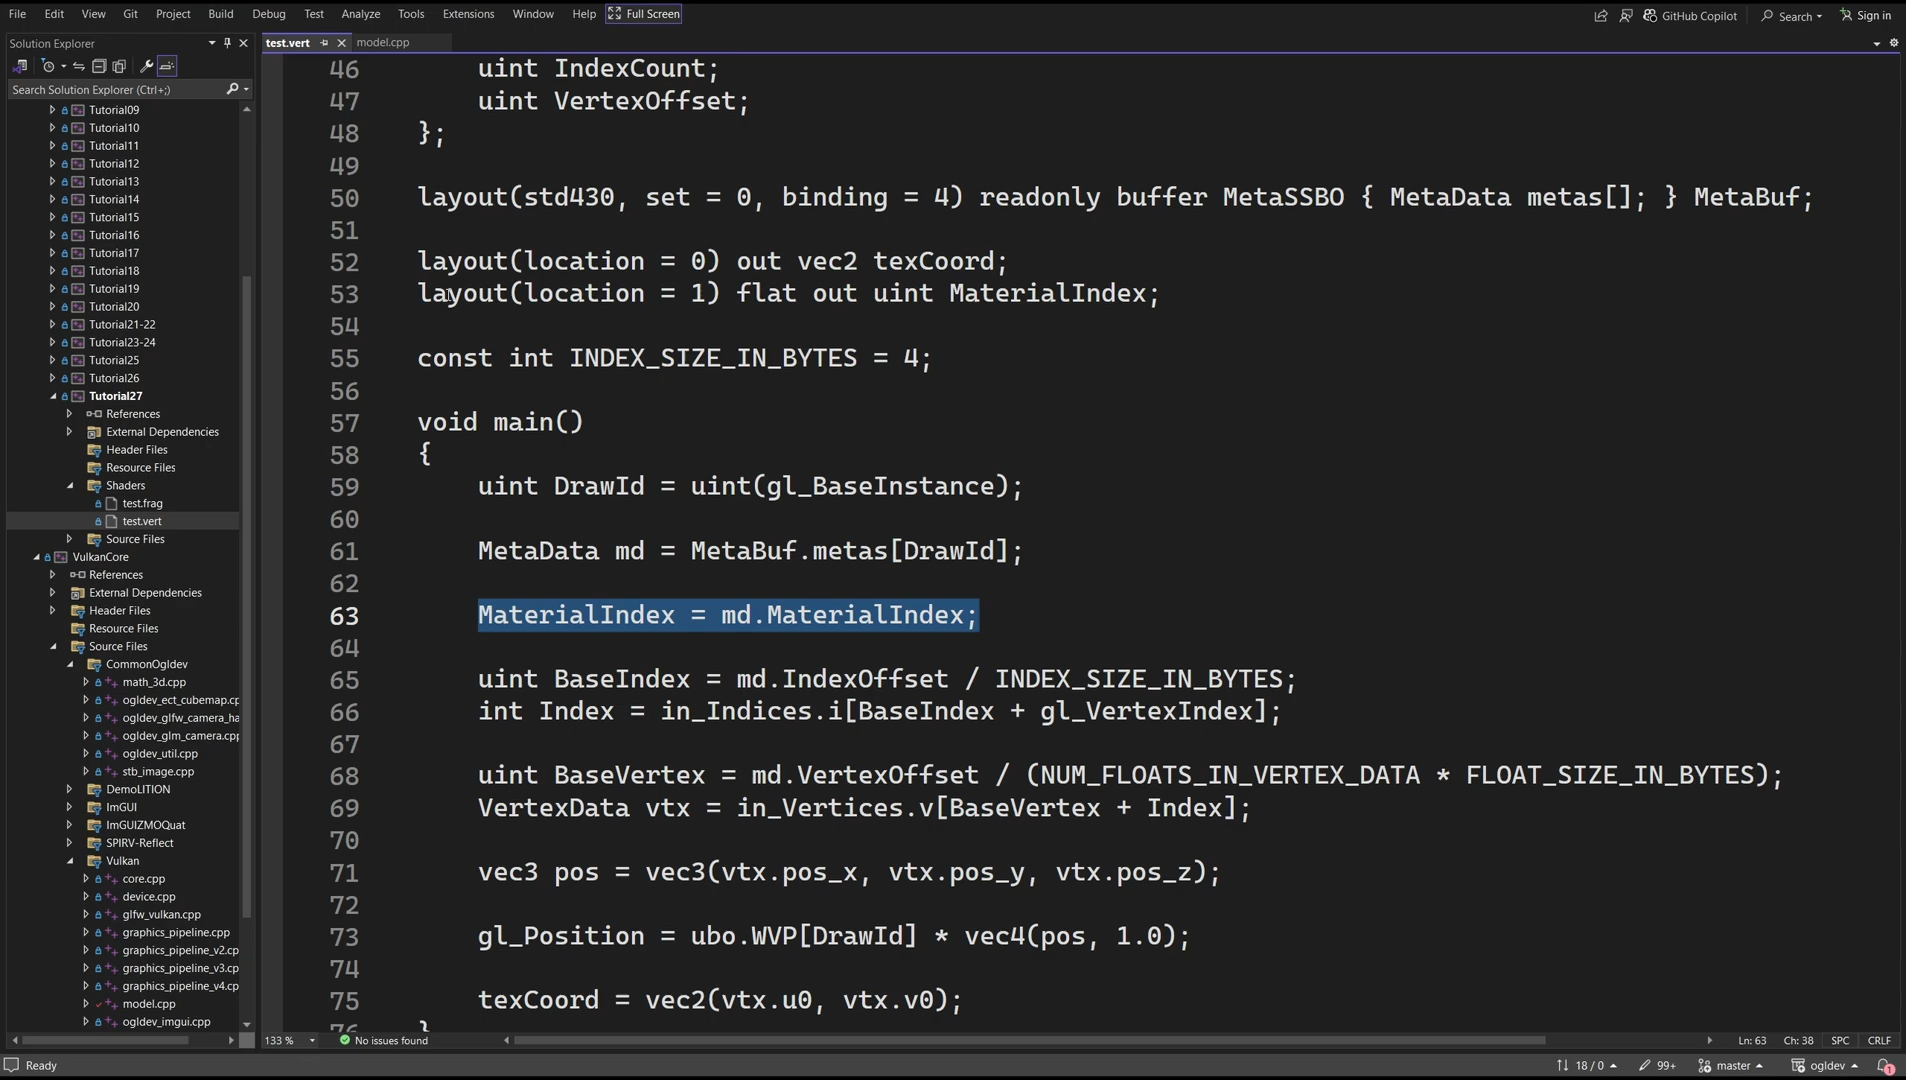 File Edit View Git Project Build Debug Test Analyze Tools Extensions Window Help Full Screen GitHub Copilot Search Sign in
Solution Explorer
Search Solution Explorer (Ctrl+;)
Tutorial09
Tutorial10
Tutorial11
Tutorial12
Tutorial13
Tutorial14
Tutorial15
Tutorial16
Tutorial17
Tutorial18
Tutorial19
Tutorial20
Tutorial21-22
Tutorial23-24
Tutorial25
Tutorial26
Tutorial27
References
External Dependencies
Header Files
Resource Files
Shaders
test.frag
test.vert
Source Files
VulkanCore
References
External Dependencies
Header Files
Resource Files
Source Files
CommonOgldev
math_3d.cpp
ogldev_ect_cubemap.cp
ogldev_glfw_camera_ha
ogldev_glm_camera.cpp
ogldev_util.cpp
stb_image.cpp
DemoLITION
ImGUI
ImGUIZMOQuat
SPIRV-Reflect
Vulkan
core.cpp
device.cpp
glfw_vulkan.cpp
graphics_pipeline.cpp
graphics_pipeline_v2.cp
graphics_pipeline_v3.cp
graphics_pipeline_v4.cp
model.cpp
ogldev_imgui.cpp
test.vert model.cpp
46 uint IndexCount;
47 uint VertexOffset;
48 };
49
50 layout(std430, set = 0, binding = 4) readonly buffer MetaSSBO { MetaData metas[]; } MetaBuf;
51
52 layout(location = 0) out vec2 texCoord;
53 layout(location = 1) flat out uint MaterialIndex;
54
55 const int INDEX_SIZE_IN_BYTES = 4;
56
57 void main()
58 {
59 uint DrawId = uint(gl_BaseInstance);
60
61 MetaData md = MetaBuf.metas[DrawId];
62
63 MaterialIndex = md.MaterialIndex;
64
65 uint BaseIndex = md.IndexOffset / INDEX_SIZE_IN_BYTES;
66 int Index = in_Indices.i[BaseIndex + gl_VertexIndex];
67
68 uint BaseVertex = md.VertexOffset / (NUM_FLOATS_IN_VERTEX_DATA * FLOAT_SIZE_IN_BYTES);
69 VertexData vtx = in_Vertices.v[BaseVertex + Index];
70
71 vec3 pos = vec3(vtx.pos_x, vtx.pos_y, vtx.pos_z);
72
73 gl_Position = ubo.WVP[DrawId] * vec4(pos, 1.0);
74
75 texCoord = vec2(vtx.u0, vtx.v0);
76 }
133 % No issues found Ln: 63 Ch: 38 SPC CRLF
Ready 18 / 0 99+ master ogldev 1